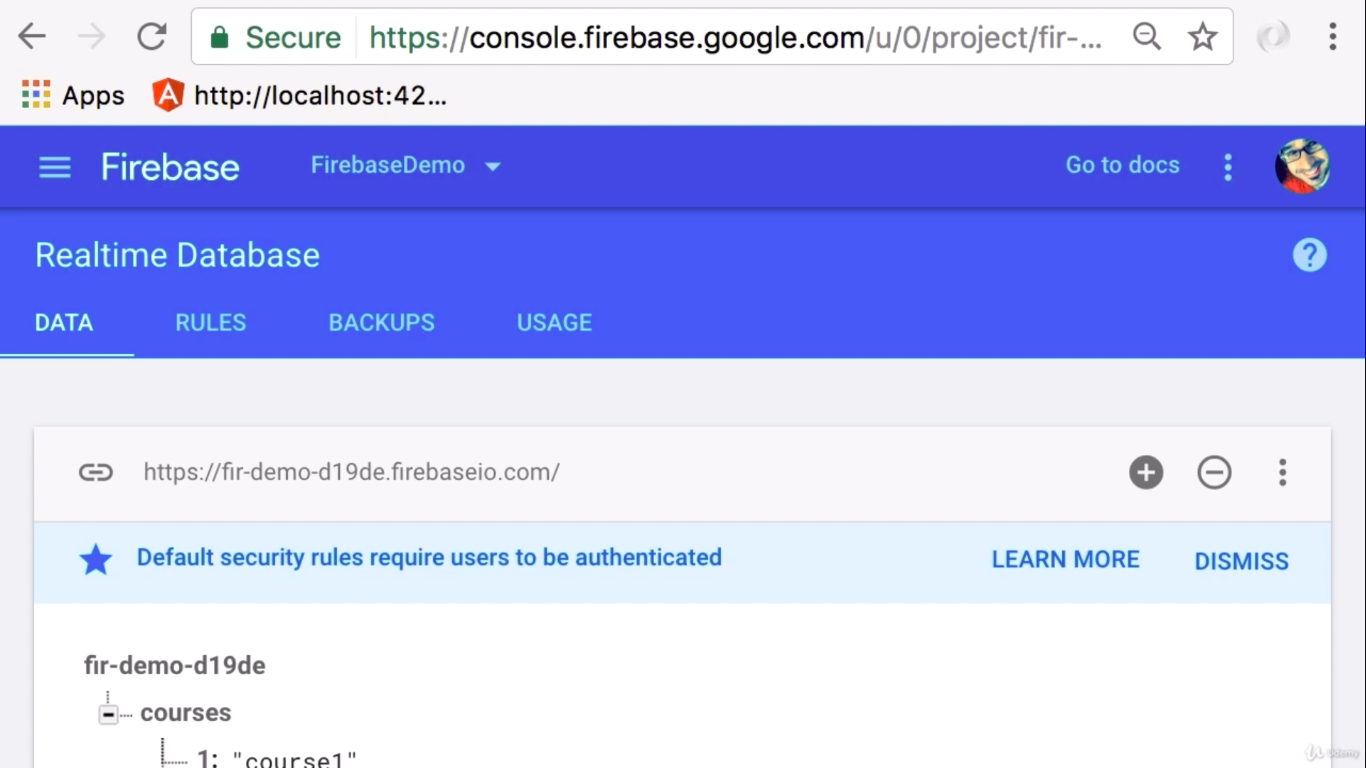 Secure https://console.firebase.google.com/u/0/project/fir-...
Apps http://localhost:42...
Firebase FirebaseDemo Go to docs
Realtime Database ?
DATA RULES BACKUPS USAGE
https://fir-demo-d19de.firebaseio.com/
Default security rules require users to be authenticated LEARN MORE DISMISS
fir-demo-d19de
courses
1: "course1"
Udemy